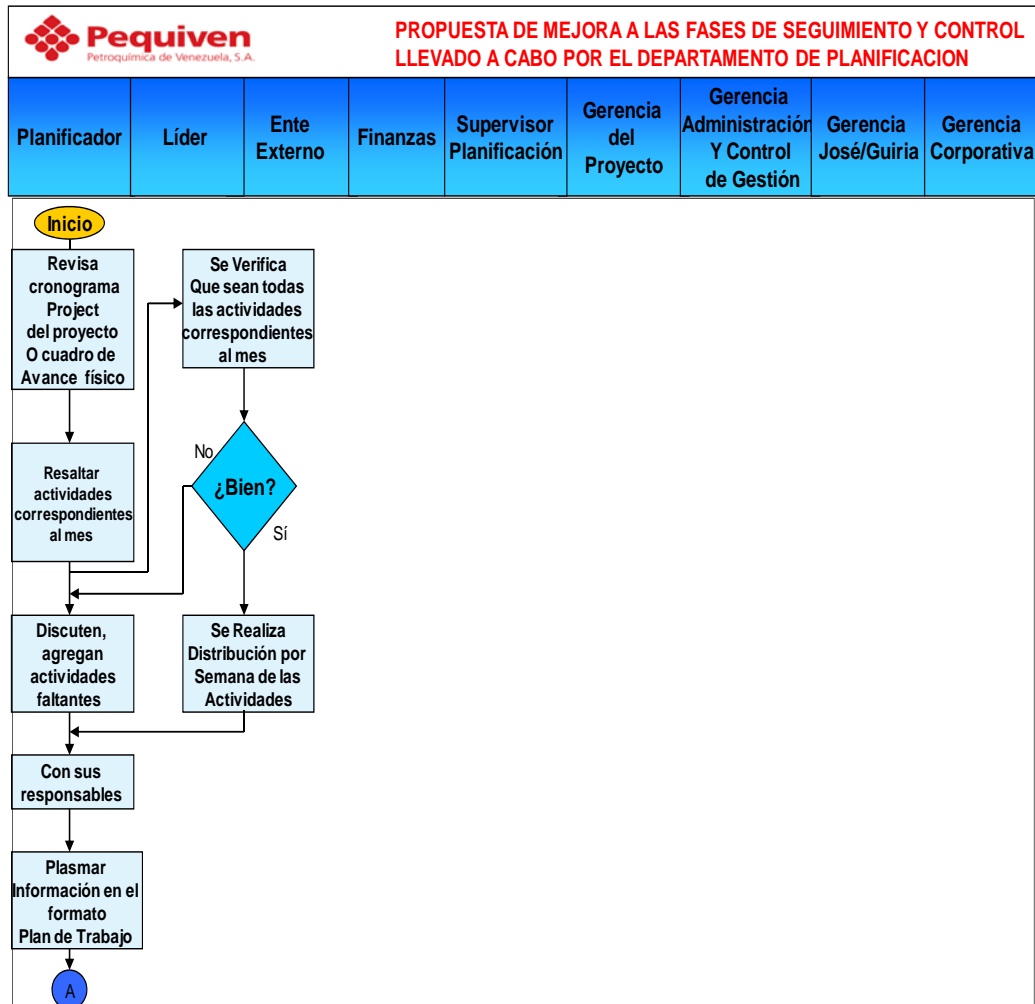 Pequiven
Petroquímica de Venezuela, S.A.
PROPUESTA DE MEJORA A LAS FASES DE SEGUIMIENTO Y CONTROL
LLEVADO A CABO POR EL DEPARTAMENTO DE PLANIFICACION
Planificador
Líder
Ente
Externo
Finanzas
Supervisor
Planificación
Gerencia
del
Proyecto
Gerencia
Administración
Y Control
de Gestión
Gerencia
José/Guiria
Gerencia
Corporativa
Inicio
Revisa
cronograma
Project
del proyecto
O cuadro de
Avance físico
Se Verifica
Que sean todas
las actividades
correspondientes
al mes
Resaltar
actividades
correspondientes
al mes
No
¿Bien?
Sí
Discuten,
agregan
actividades
faltantes
Se Realiza
Distribución por
Semana de las
Actividades
Con sus
responsables
Plasmar
Información en el
formato
Plan de Trabajo
A